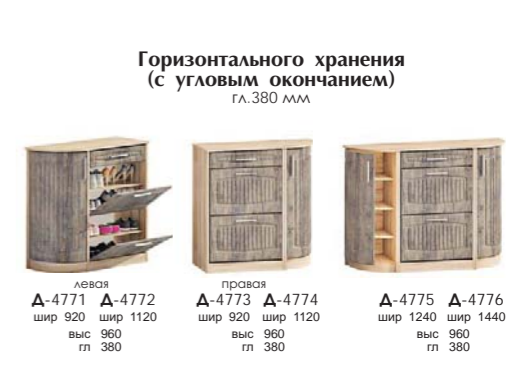 Горизонтального хранения
(с угловым окончанием)
гл.380 мм
левая
Д-4771 Д-4772
шир 920 шир 1120
выс 960
гл 380
правая
Д-4773 Д-4774
шир 920 шир 1120
выс 960
гл 380
Д-4775 Д-4776
шир 1240 шир 1440
выс 960
гл 380